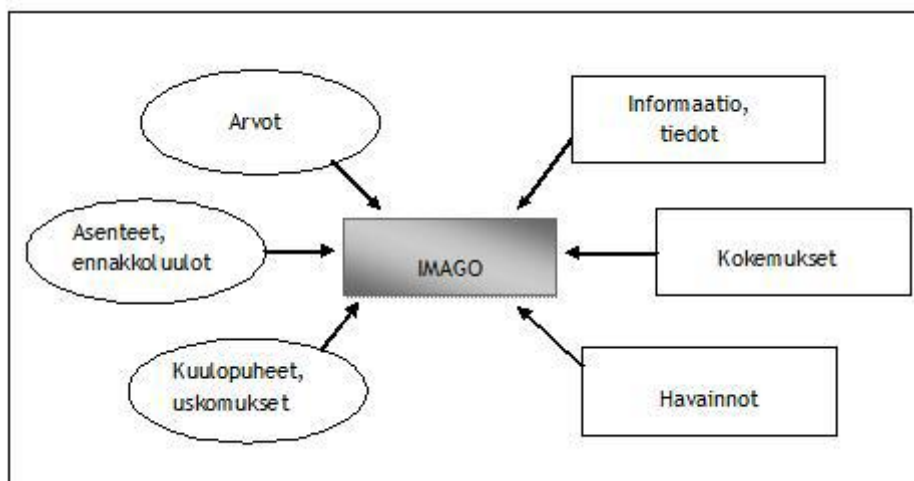 Arvot
Informaatio,
tiedot
Asenteet,
ennakkoluulot
IMAGO
Kokemukset
Kuulopuheet,
uskomukset
Havainnot